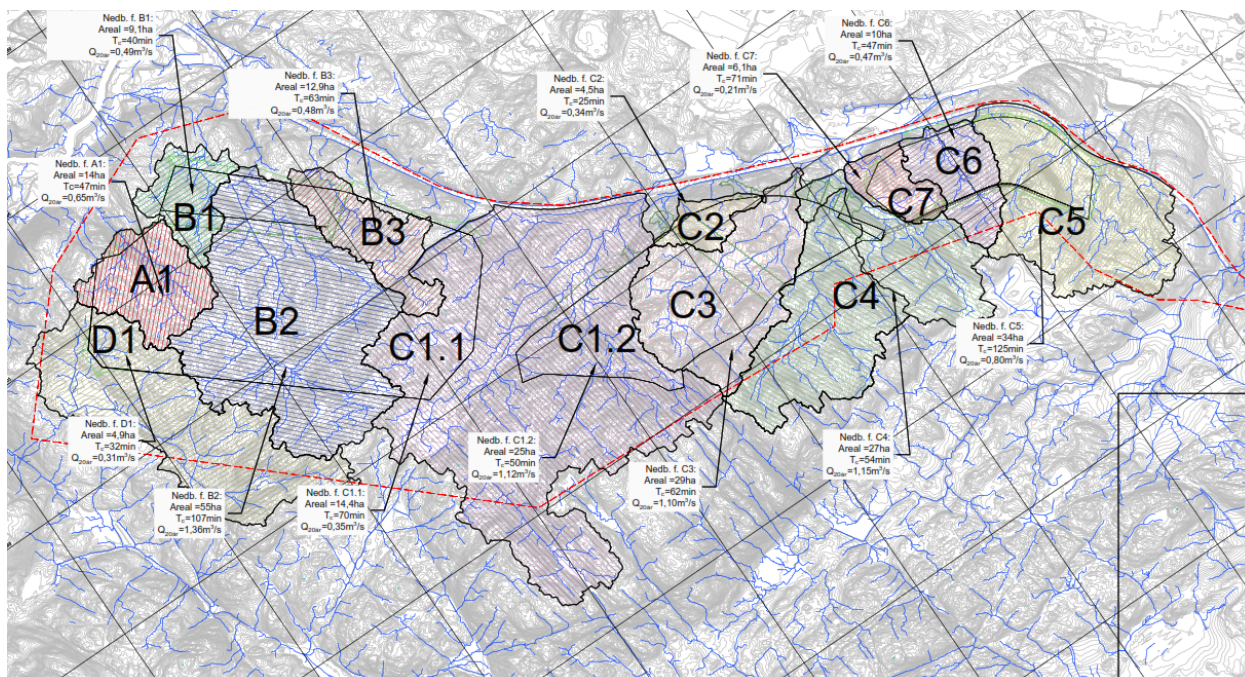 Nedb. f. B1:
Areal =9,1ha
Tc=40min
Q20år=0,49m³/s
Nedb. f. B3:
Areal =12,9ha
Tc=63min
Q20år=0,48m³/s
Nedb. f. C2:
Areal =4,5ha
Tc=25min
Q20år=0,34m³/s
Nedb. f. C7:
Areal =6,1ha
Tc=71min
Q20år=0,21m³/s
Nedb. f. C6:
Areal =10ha
Tc=47min
Q20år=0,47m³/s
Nedb. f. A1:
Areal =14ha
Tc=47min
Q20år=0,65m³/s
B1
B3
C2
C7
C6
C5
A1
D1
B2
C1.1
C1.2
C3
C4
Nedb. f. C5:
Areal =34ha
Tc=125min
Q20år=0,80m³/s
Nedb. f. D1:
Areal =4,9ha
Tc=32min
Q20år=0,31m³/s
Nedb. f. B2:
Areal =55ha
Tc=107min
Q20år=1,36m³/s
Nedb. f. C1.1:
Areal =14,4ha
Tc=70min
Q20år=0,35m³/s
Nedb. f. C1.2:
Areal =25ha
Tc=50min
Q20år=1,12m³/s
Nedb. f. C3:
Areal =29ha
Tc=62min
Q20år=1,10m³/s
Nedb. f. C4:
Areal =27ha
Tc=54min
Q20år=1,15m³/s